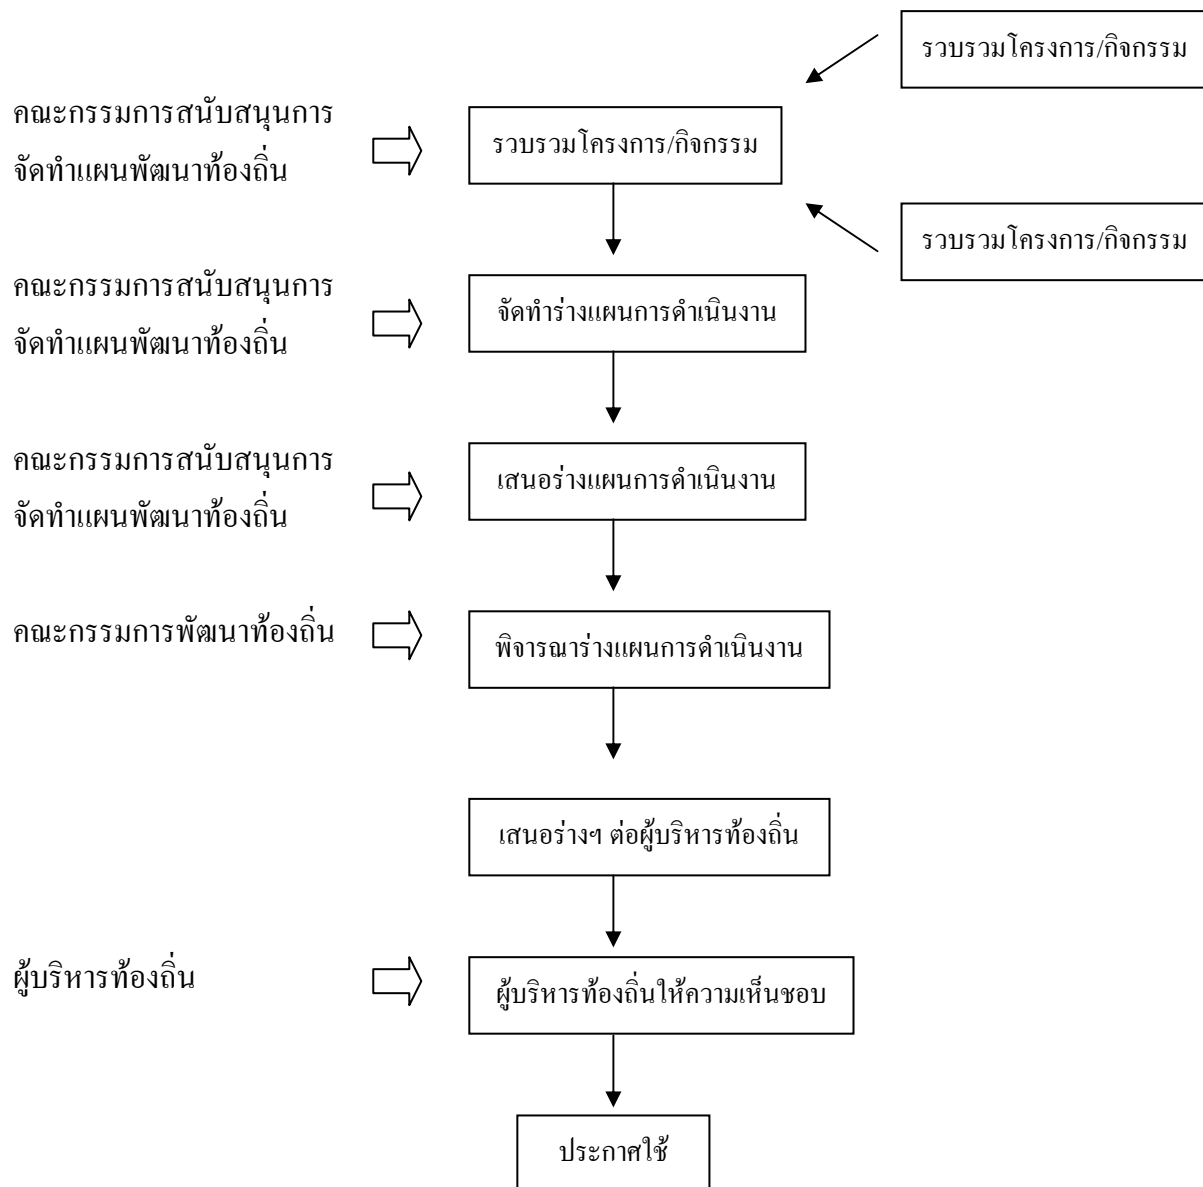 รวบรวมโครงการ/กิจกรรม
คณะกรรมการสนับสนุนการ
จัดทำแผนพัฒนาท้องถิ่น
รวบรวมโครงการ/กิจกรรม
รวบรวมโครงการ/กิจกรรม
คณะกรรมการสนับสนุนการ
จัดทำแผนพัฒนาท้องถิ่น
จัดทำร่างแผนการดำเนินงาน
คณะกรรมการสนับสนุนการ
จัดทำแผนพัฒนาท้องถิ่น
เสนอร่างแผนการดำเนินงาน
คณะกรรมการพัฒนาท้องถิ่น
พิจารณาร่างแผนการดำเนินงาน
เสนอร่างฯ ต่อผู้บริหารท้องถิ่น
ผู้บริหารท้องถิ่น
ผู้บริหารท้องถิ่นให้ความเห็นชอบ
ประกาศใช้